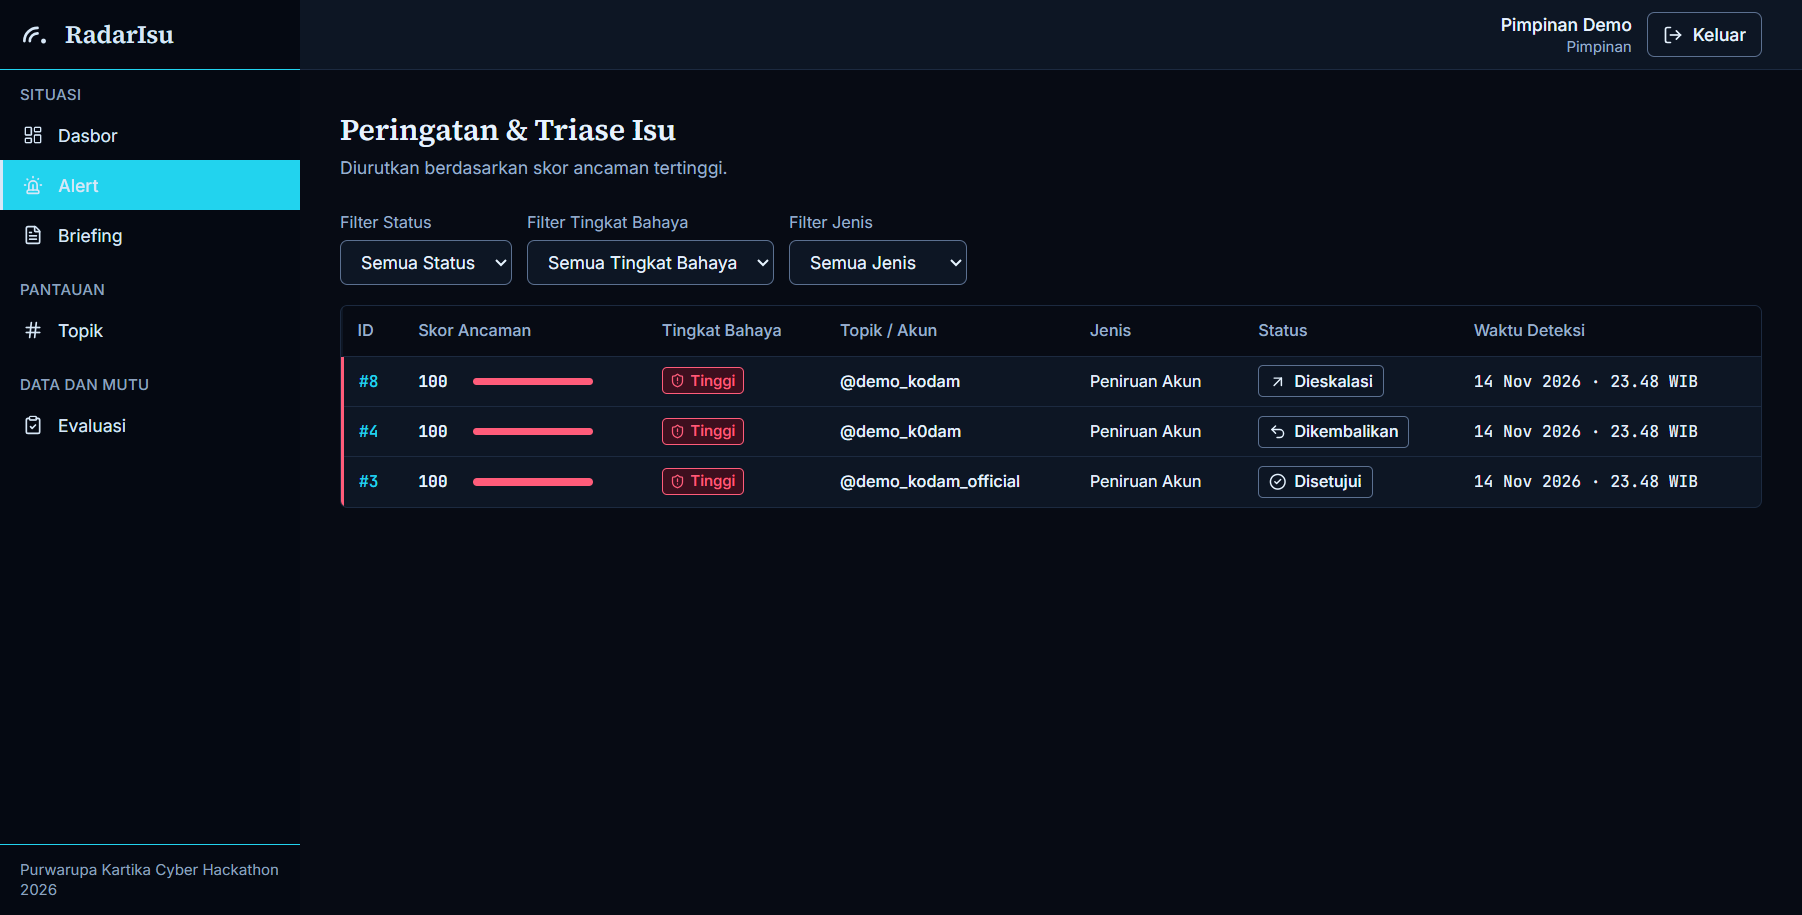 RadarIsu
Pimpinan Demo
Pimpinan
Keluar
SITUASI
Dasbor
Alert
Briefing
PANTAUAN
Topik
DATA DAN MUTU
Evaluasi
Purwarupa Kartika Cyber Hackathon
2026
Peringatan & Triase Isu
Diurutkan berdasarkan skor ancaman tertinggi.
Filter Status Filter Tingkat Bahaya Filter Jenis
Semua Status Semua Tingkat Bahaya Semua Jenis
ID Skor Ancaman Tingkat Bahaya Topik / Akun Jenis Status Waktu Deteksi
#8 100 Tinggi @demo_kodam Peniruan Akun Dieskalasi 14 Nov 2026 · 23.48 WIB
#4 100 Tinggi @demo_k0dam Peniruan Akun Dikembalikan 14 Nov 2026 · 23.48 WIB
#3 100 Tinggi @demo_kodam_official Peniruan Akun Disetujui 14 Nov 2026 · 23.48 WIB